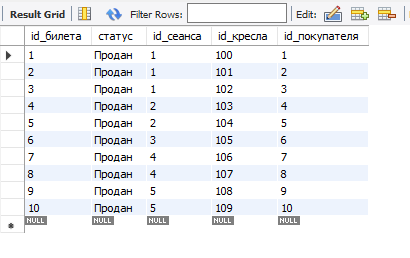 Result Grid Filter Rows: Edit:
id_билета статус id_сеанса id_кресла id_покупателя
1 Продан 1 100 1
2 Продан 1 101 2
3 Продан 1 102 3
4 Продан 2 103 4
5 Продан 2 104 5
6 Продан 3 105 6
7 Продан 4 106 7
8 Продан 4 107 8
9 Продан 5 108 9
10 Продан 5 109 10
NULL NULL NULL NULL NULL